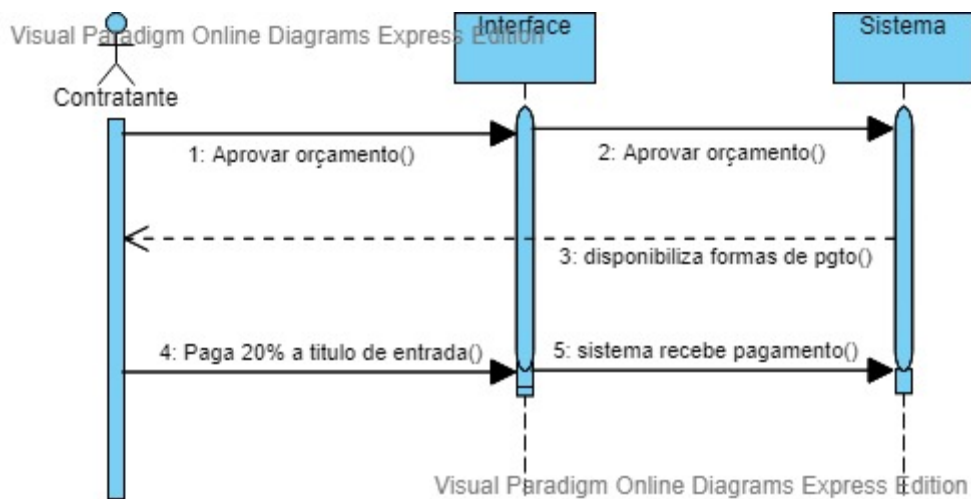 Visual Paradigm Online Diagrams Express Edition
Interface
Sistema
Contratante
1: Aprovar orçamento()
2: Aprovar orçamento()
3: disponibiliza formas de pgto()
4: Paga 20% a titulo de entrada()
5: sistema recebe pagamento()
Visual Paradigm Online Diagrams Express Edition